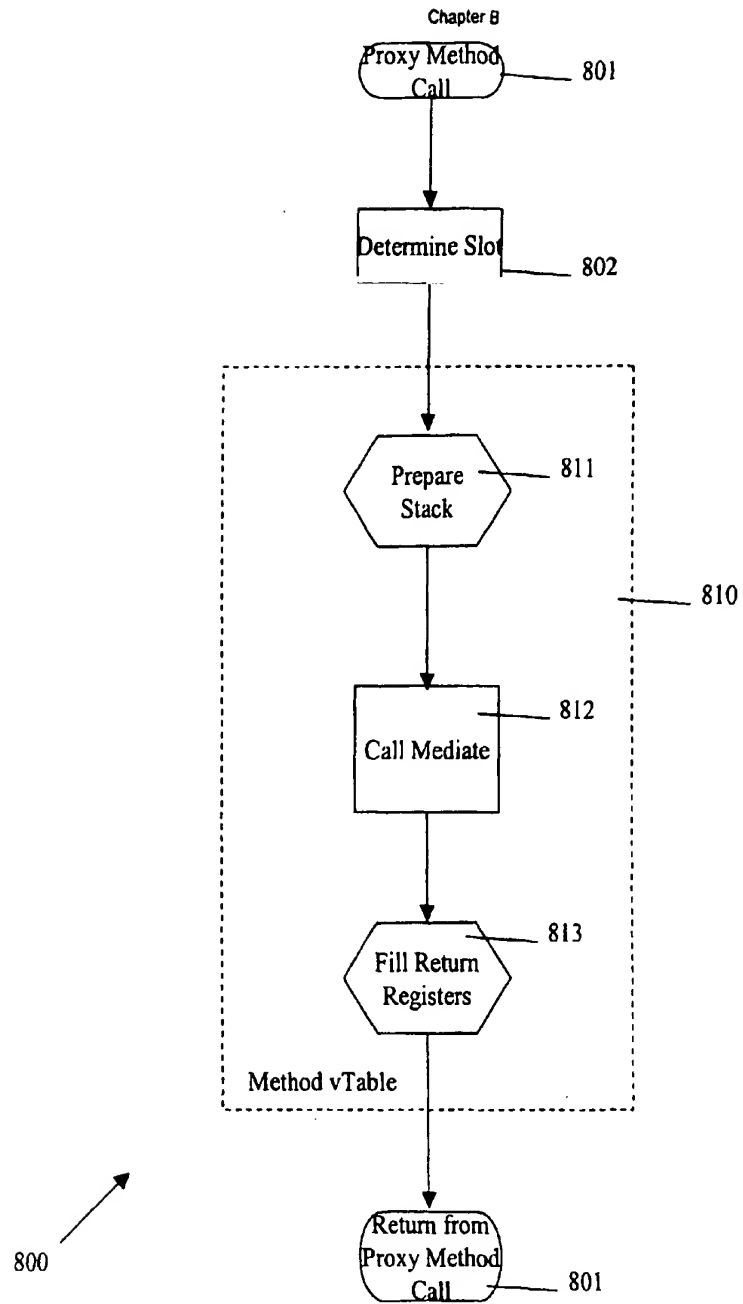 Chapter 8
Proxy Method
Call
801
Determine Slot
802
Prepare
Stack
811
810
Call Mediate
812
Fill Return
Registers
813
Method vTable
800
Return from
Proxy Method
Call
801